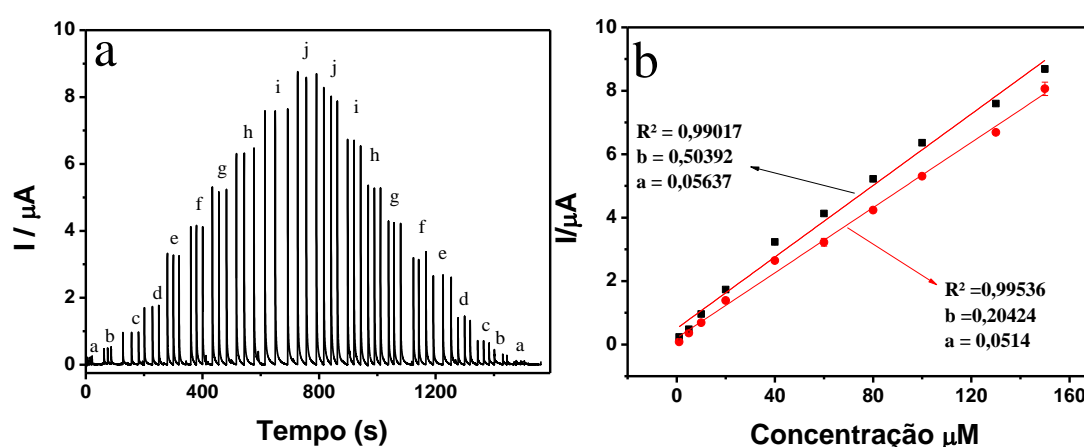 a
10
8
6
4
2
0
I / µA
a b c d e f g h i j j i h g f e d c b a
0 400 800 1200
Tempo (s)
b
10
8
6
4
2
0
I/µA
R² = 0,99017
b = 0,50392
a = 0,05637
R² =0,99536
b = 0,20424
a = 0,0514
0 40 80 120 160
Concentração µM